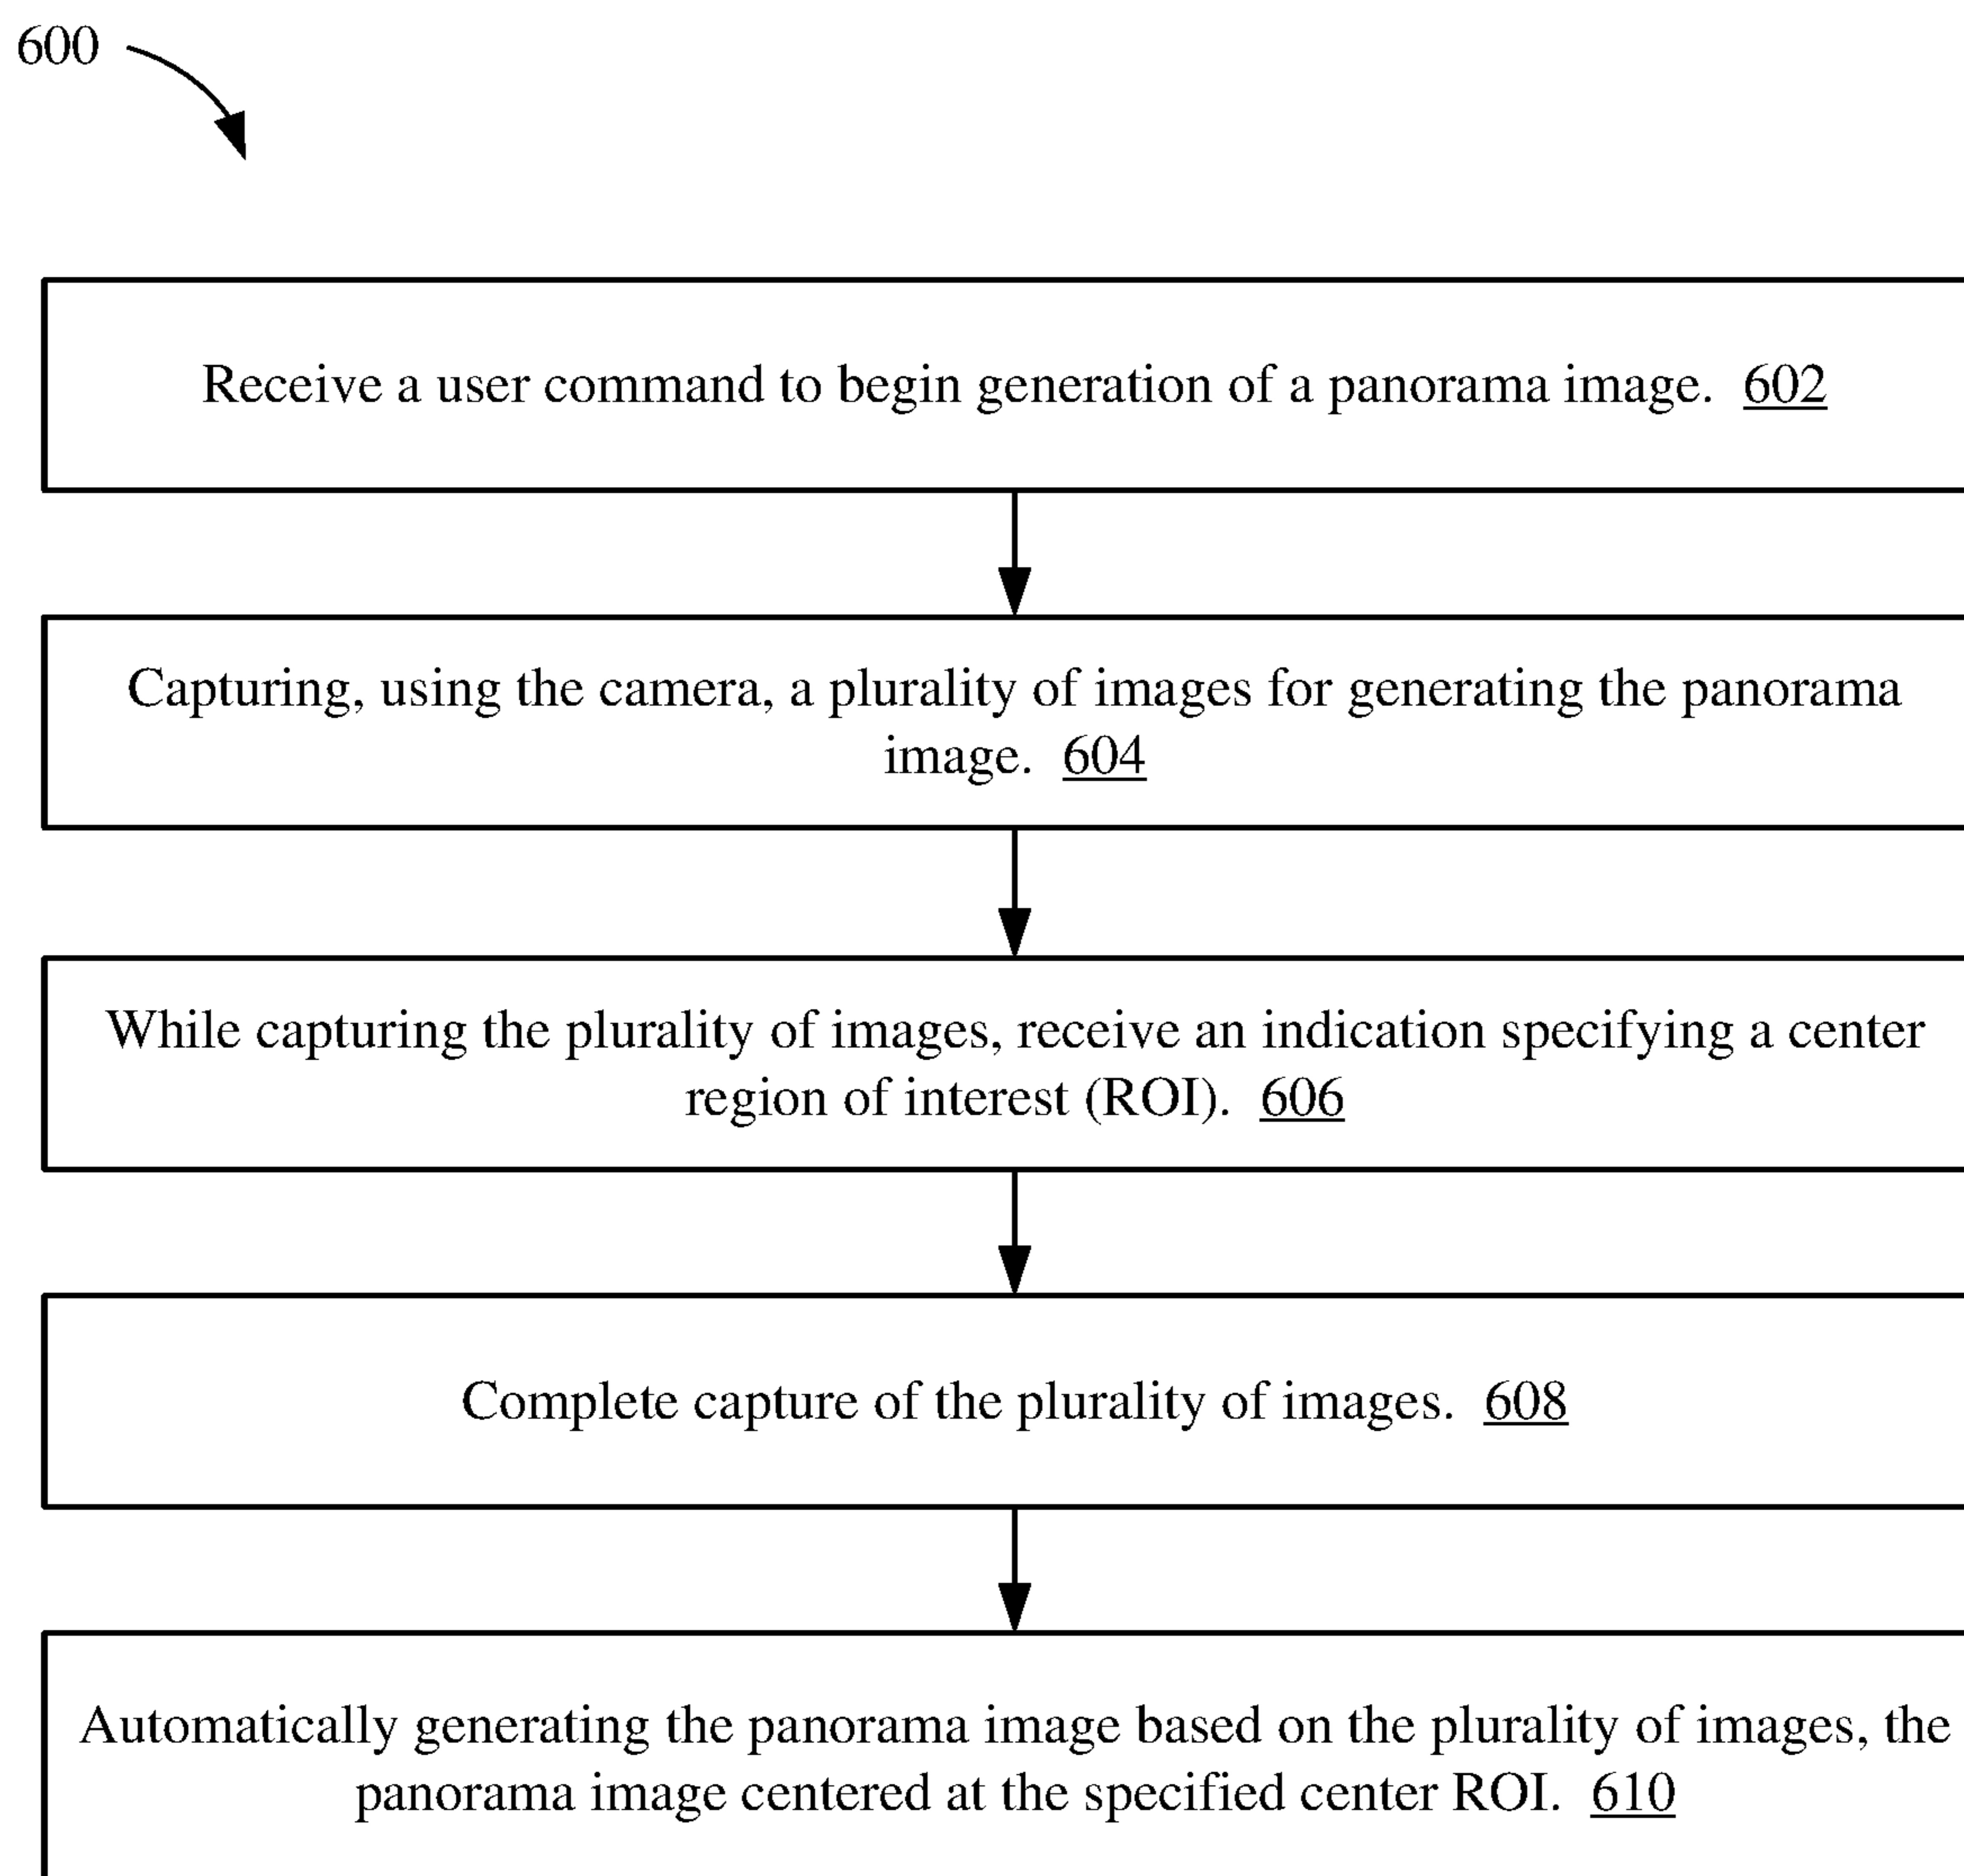 600
Receive a user command to begin generation of a panorama image. 602
Capturing, using the camera, a plurality of images for generating the panorama
image. 604
While capturing the plurality of images, receive an indication specifying a center
region of interest (ROI). 606
Complete capture of the plurality of images. 608
Automatically generating the panorama image based on the plurality of images, the
panorama image centered at the specified center ROI. 610